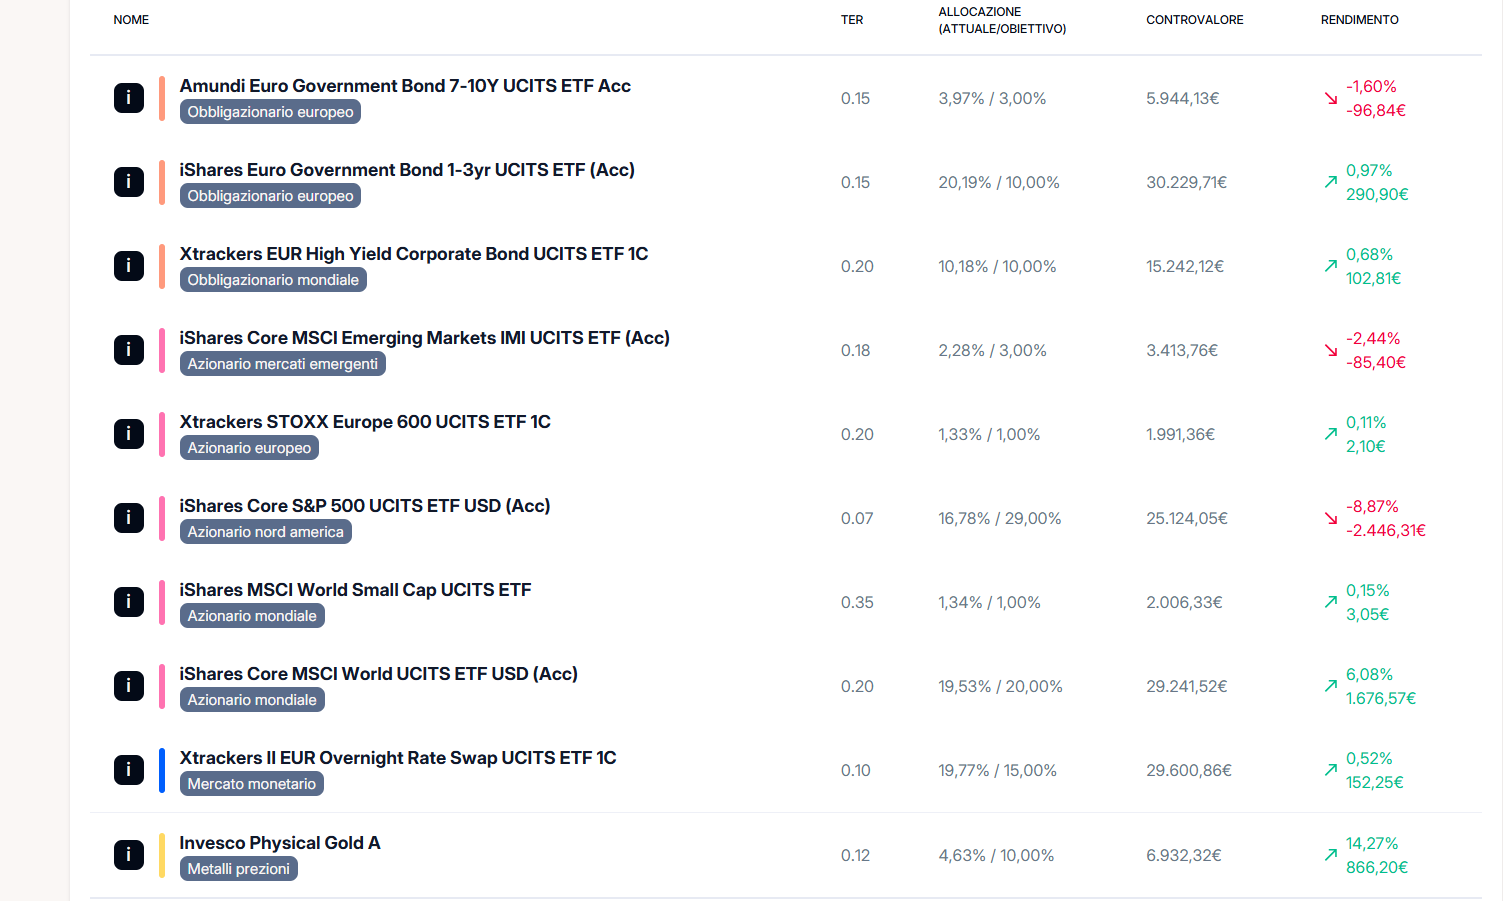 NOME TER ALLOCAZIONE (ATTUALE/OBIETTIVO) CONTROVALORE RENDIMENTO
i Amundi Euro Government Bond 7-10Y UCITS ETF Acc
Obbligazionario europeo
0.15 3,97% / 3,00% 5.944,13€ -1,60%
-96,84€
i iShares Euro Government Bond 1-3yr UCITS ETF (Acc)
Obbligazionario europeo
0.15 20,19% / 10,00% 30.229,71€ 0,97%
290,90€
i Xtrackers EUR High Yield Corporate Bond UCITS ETF 1C
Obbligazionario mondiale
0.20 10,18% / 10,00% 15.242,12€ 0,68%
102,81€
i iShares Core MSCI Emerging Markets IMI UCITS ETF (Acc)
Azionario mercati emergenti
0.18 2,28% / 3,00% 3.413,76€ -2,44%
-85,40€
i Xtrackers STOXX Europe 600 UCITS ETF 1C
Azionario europeo
0.20 1,33% / 1,00% 1.991,36€ 0,11%
2,10€
i iShares Core S&P 500 UCITS ETF USD (Acc)
Azionario nord america
0.07 16,78% / 29,00% 25.124,05€ -8,87%
-2.446,31€
i iShares MSCI World Small Cap UCITS ETF
Azionario mondiale
0.35 1,34% / 1,00% 2.006,33€ 0,15%
3,05€
i iShares Core MSCI World UCITS ETF USD (Acc)
Azionario mondiale
0.20 19,53% / 20,00% 29.241,52€ 6,08%
1.676,57€
i Xtrackers II EUR Overnight Rate Swap UCITS ETF 1C
Mercato monetario
0.10 19,77% / 15,00% 29.600,86€ 0,52%
152,25€
i Invesco Physical Gold A
Metalli prezioni
0.12 4,63% / 10,00% 6.932,32€ 14,27%
866,20€